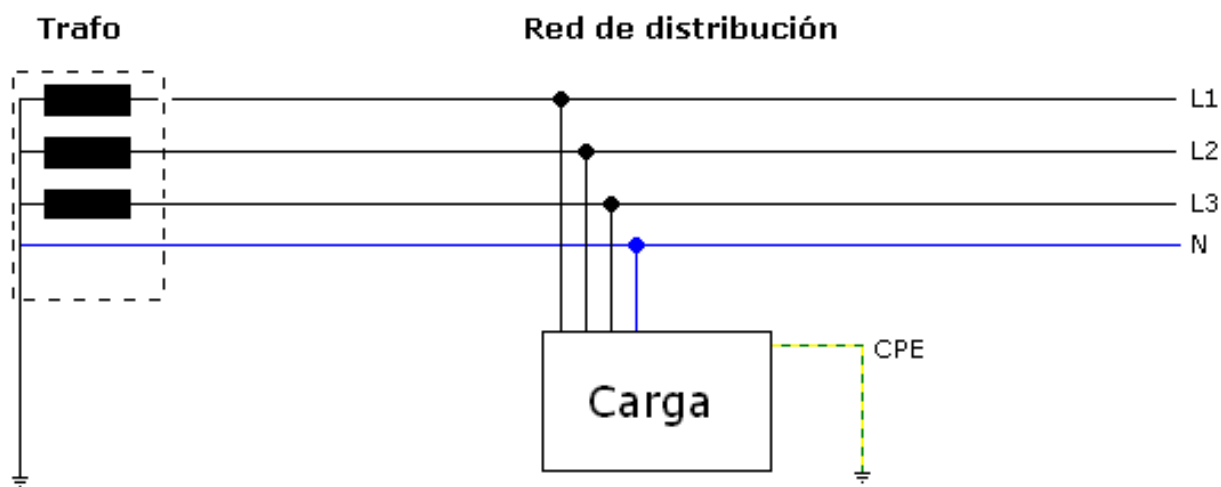 Trafo
Red de distribución
L1
L2
L3
N
CPE
Carga